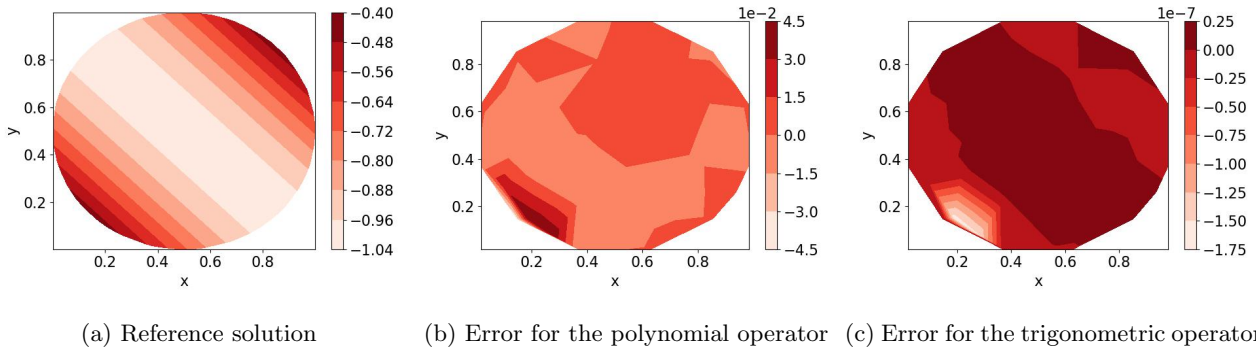 1e−2
1e−7
−0.40
−0.48
−0.56
−0.64
−0.72
−0.80
−0.88
−0.96
−1.04
0.8
0.6
0.4
0.2
y
0.2 0.4 0.6 0.8
x
4.5
3.0
1.5
0.0
−1.5
−3.0
−4.5
0.8
0.6
0.4
0.2
y
0.2 0.4 0.6 0.8
x
0.25
0.00
−0.25
−0.50
−0.75
−1.00
−1.25
−1.50
−1.75
0.8
0.6
0.4
0.2
y
0.2 0.4 0.6 0.8
x
(a) Reference solution
(b) Error for the polynomial operator
(c) Error for the trigonometric operator